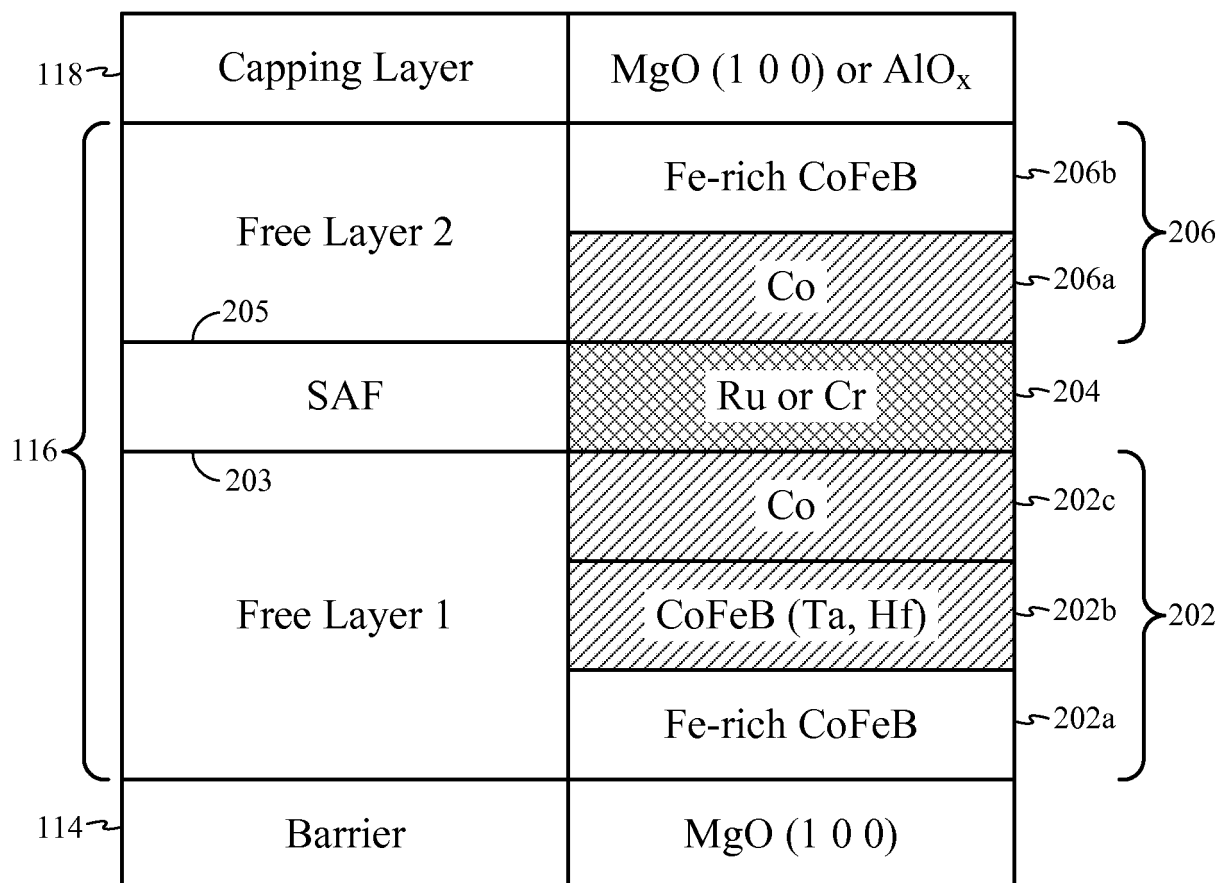 118
Capping Layer
MgO (1 0 0) or AlOₓ
Fe-rich CoFeB
206b
Free Layer 2
206
Co
206a
205
SAF
Ru or Cr
204
116
203
Co
202c
Free Layer 1
CoFeB (Ta, Hf)
202b
202
Fe-rich CoFeB
202a
114
Barrier
MgO (1 0 0)